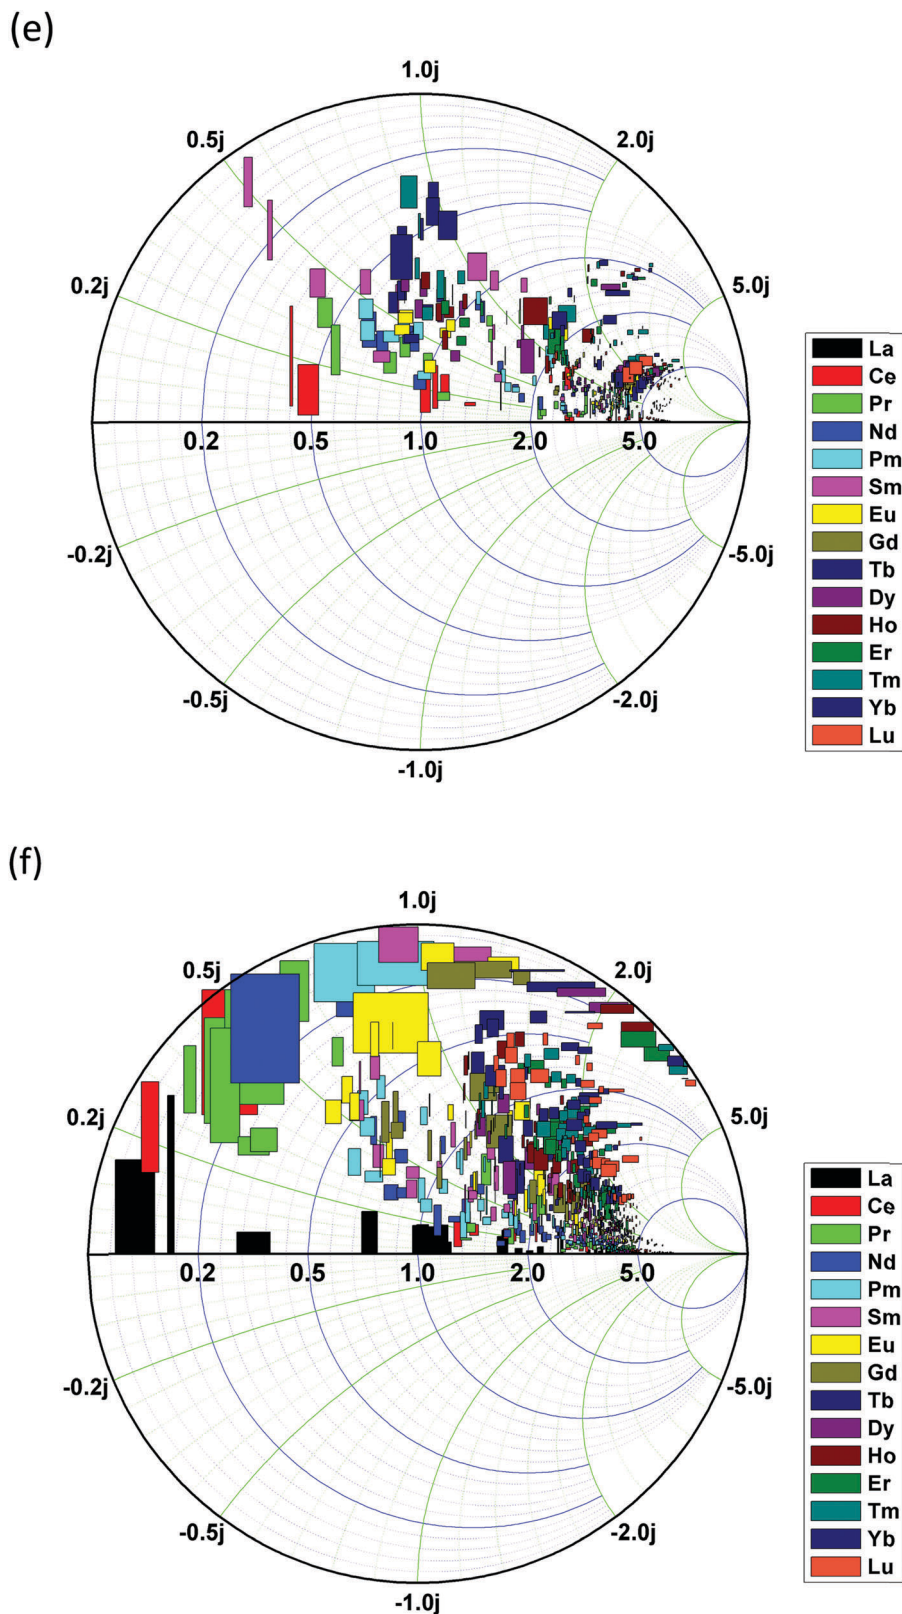 (e)
1.0j
0.5j
2.0j
0.2j
5.0j
0.2 0.5 1.0 2.0 5.0
-0.2j
-5.0j
-0.5j
-2.0j
-1.0j
La
Ce
Pr
Nd
Pm
Sm
Eu
Gd
Tb
Dy
Ho
Er
Tm
Yb
Lu
(f)
1.0j
0.5j
2.0j
0.2j
5.0j
0.2 0.5 1.0 2.0 5.0
-0.2j
-5.0j
-0.5j
-2.0j
-1.0j
La
Ce
Pr
Nd
Pm
Sm
Eu
Gd
Tb
Dy
Ho
Er
Tm
Yb
Lu